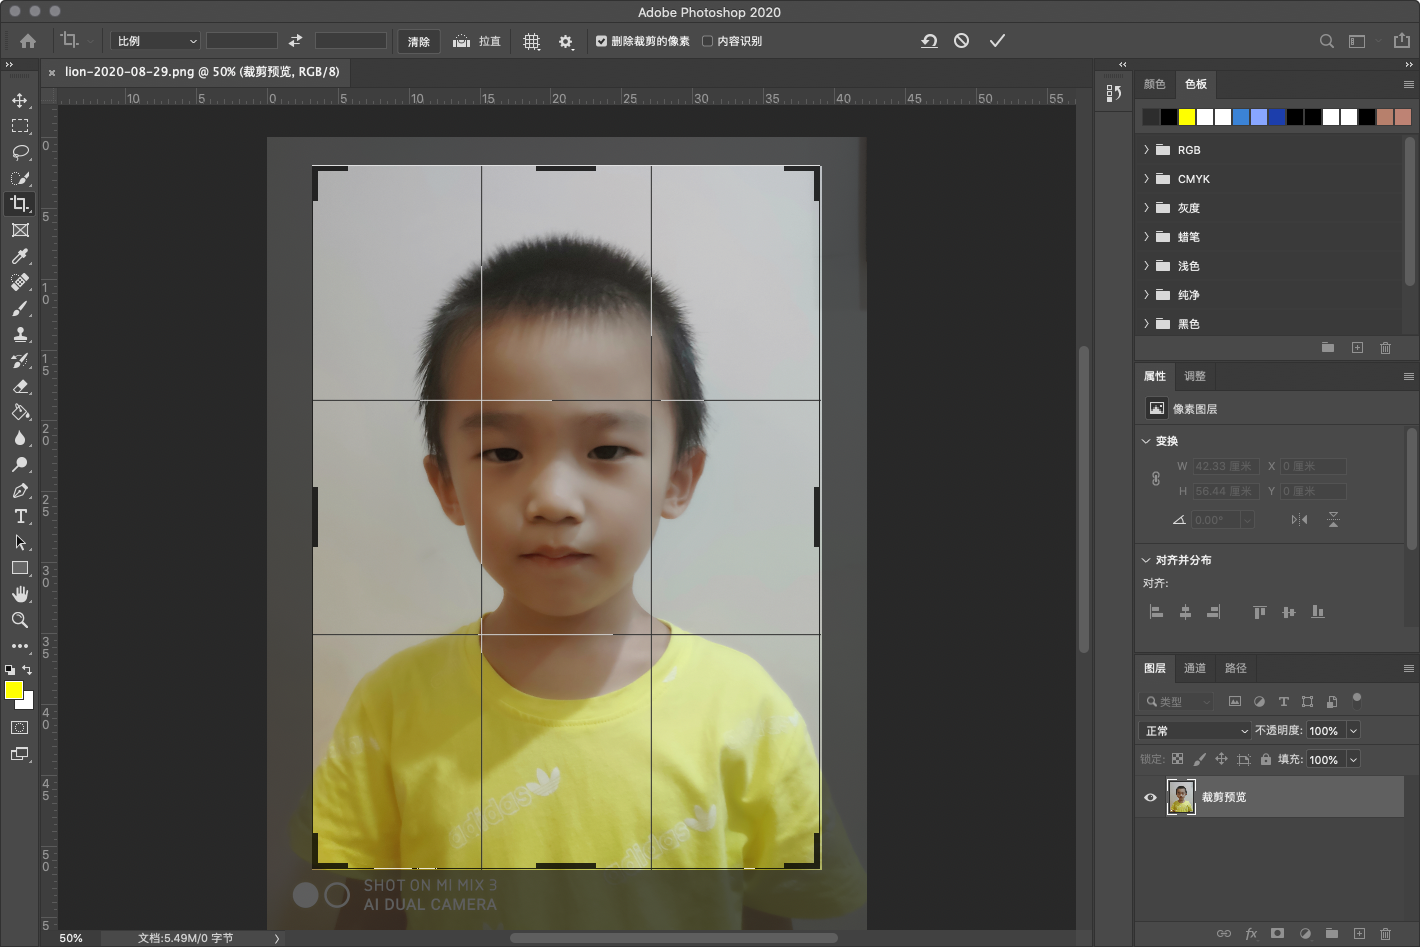 Adobe Photoshop 2020
比例
清除
拉直
删除裁剪的像素
内容识别
lion-2020-08-29.png @ 50% (裁剪预览, RGB/8)
10 5 0 5 10 15 20 25 30 35 40 45 50 55
0
5
10
15
20
25
30
35
40
45
50
5
adidas
adidas
SHOT ON MI MIX 3
AI DUAL CAMERA
50%
文档:5.49M/0 字节
颜色 色板
RGB
CMYK
灰度
蜡笔
浅色
纯净
黑色
属性 调整
像素图层
变换
W 42.33 厘米 X 0 厘米
H 56.44 厘米 Y 0 厘米
0.00°
对齐并分布
对齐:
图层 通道 路径
类型
正常 不透明度: 100%
锁定: 填充: 100%
裁剪预览
fx